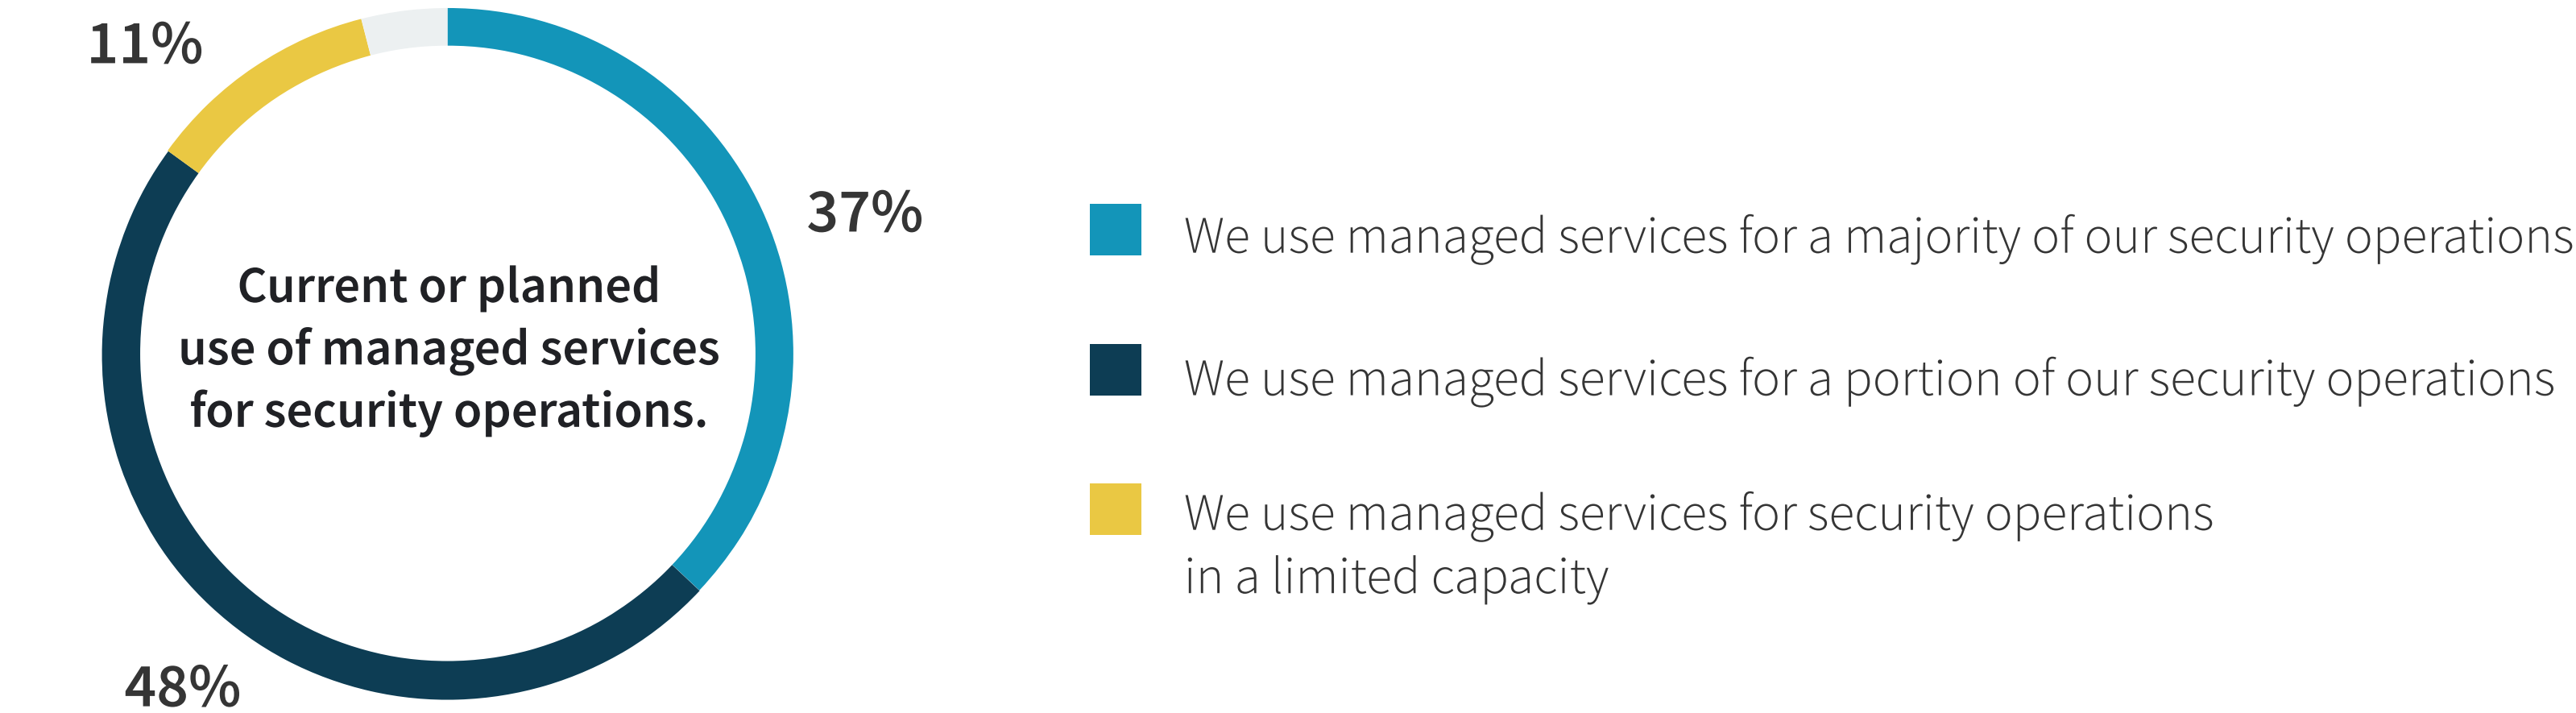 11%
37%
Current or planned
use of managed services
for security operations.
48%
We use managed services for a majority of our security operations
We use managed services for a portion of our security operations
We use managed services for security operations
in a limited capacity